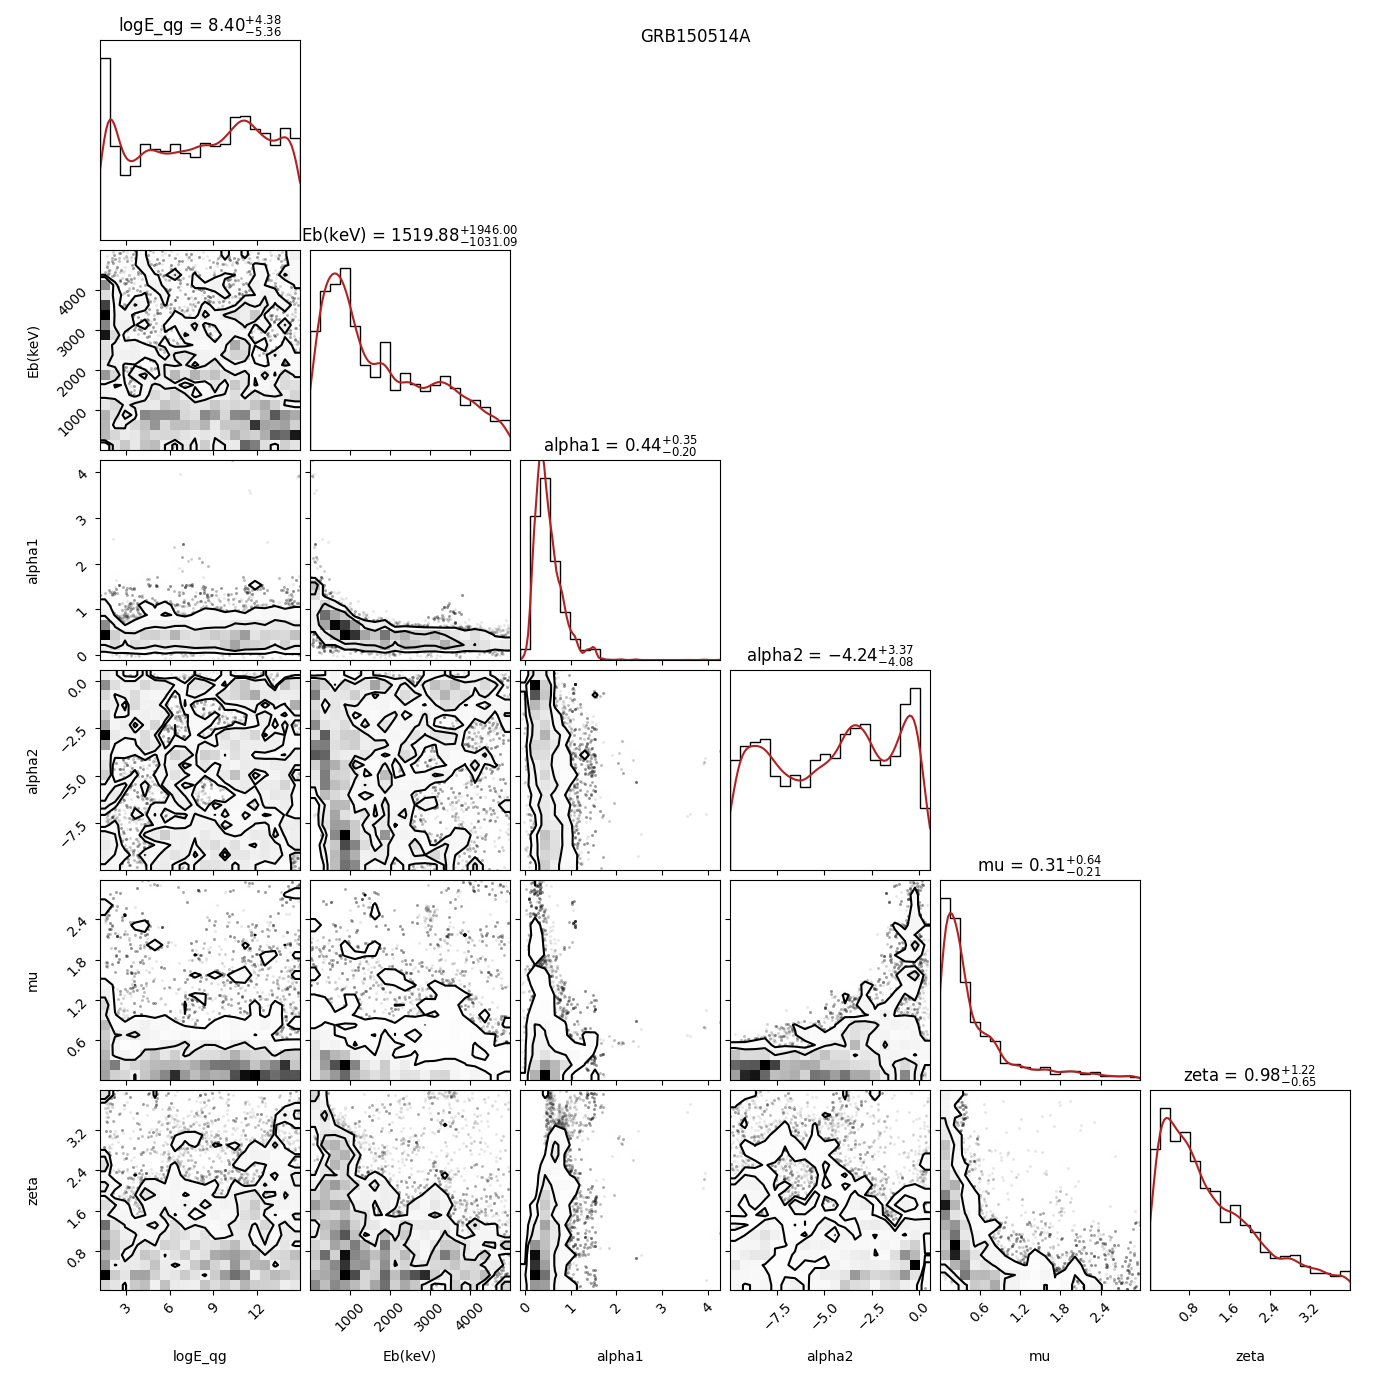 GRB150514A
logE_qg = 8.40 +4.38 −5.36
Eb(keV) = 1519.88 +1946.00 −1031.09
4000
3000
2000
1000
Eb(keV)
alpha1 = 0.44 +0.35 −0.20
4
3
2
1
0
alpha1
alpha2 = −4.24 +3.37 −4.08
0.0
−2.5
−5.0
−7.5
alpha2
mu = 0.31 +0.64 −0.21
2.4
1.8
1.2
0.6
mu
zeta = 0.98 +1.22 −0.65
3.2
2.4
1.6
0.8
zeta
3 6 9 12
1000 2000 3000 4000
0 1 2 3 4
−7.5 −5.0 −2.5 0.0
0.6 1.2 1.8 2.4
0.8 1.6 2.4 3.2
logE_qg
Eb(keV)
alpha1
alpha2
mu
zeta